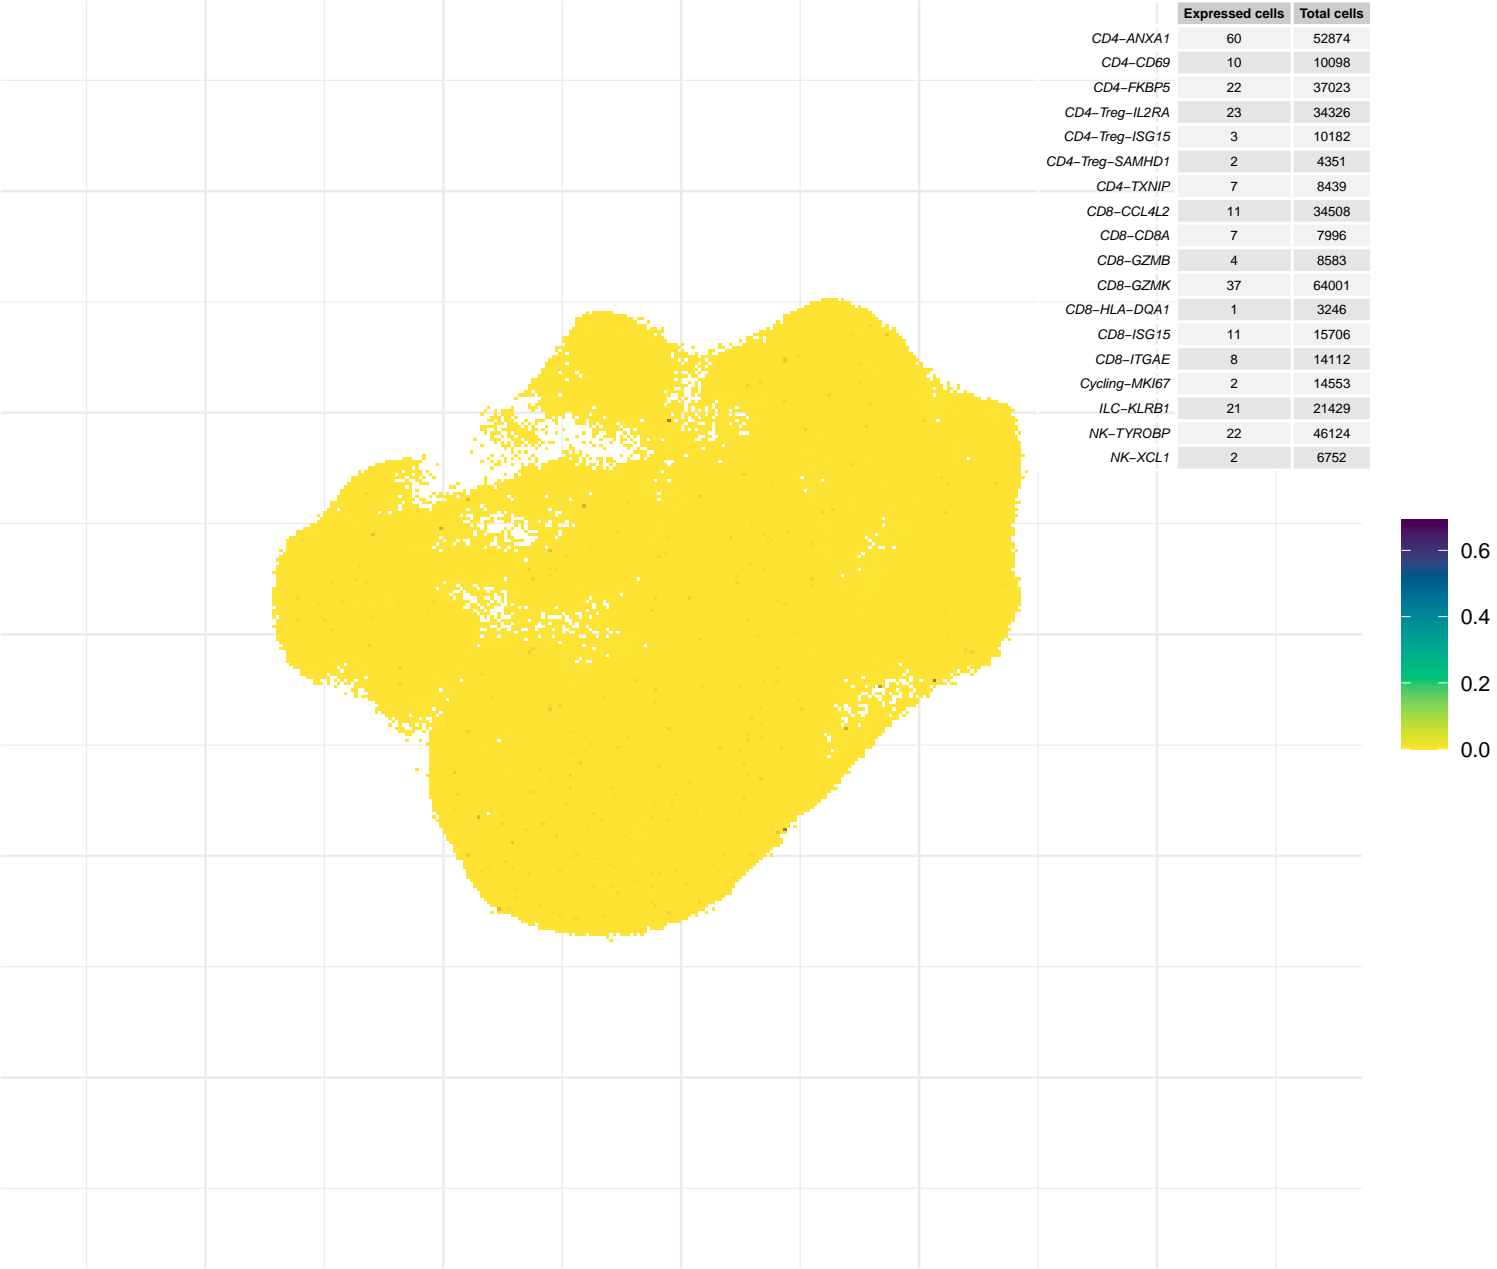 Expressed cells Total cells
CD4−ANXA1 60 52874
CD4−CD69 10 10098
CD4−FKBP5 22 37023
CD4−Treg−IL2RA 23 34326
CD4−Treg−ISG15 3 10182
CD4−Treg−SAMHD1 2 4351
CD4−TXNIP 7 8439
CD8−CCL4L2 11 34508
CD8−CD8A 7 7996
CD8−GZMB 4 8583
CD8−GZMK 37 64001
CD8−HLA−DQA1 1 3246
CD8−ISG15 11 15706
CD8−ITGAE 8 14112
Cycling−MKI67 2 14553
ILC−KLRB1 21 21429
NK−TYROBP 22 46124
NK−XCL1 2 6752
0.6
0.4
0.2
0.0